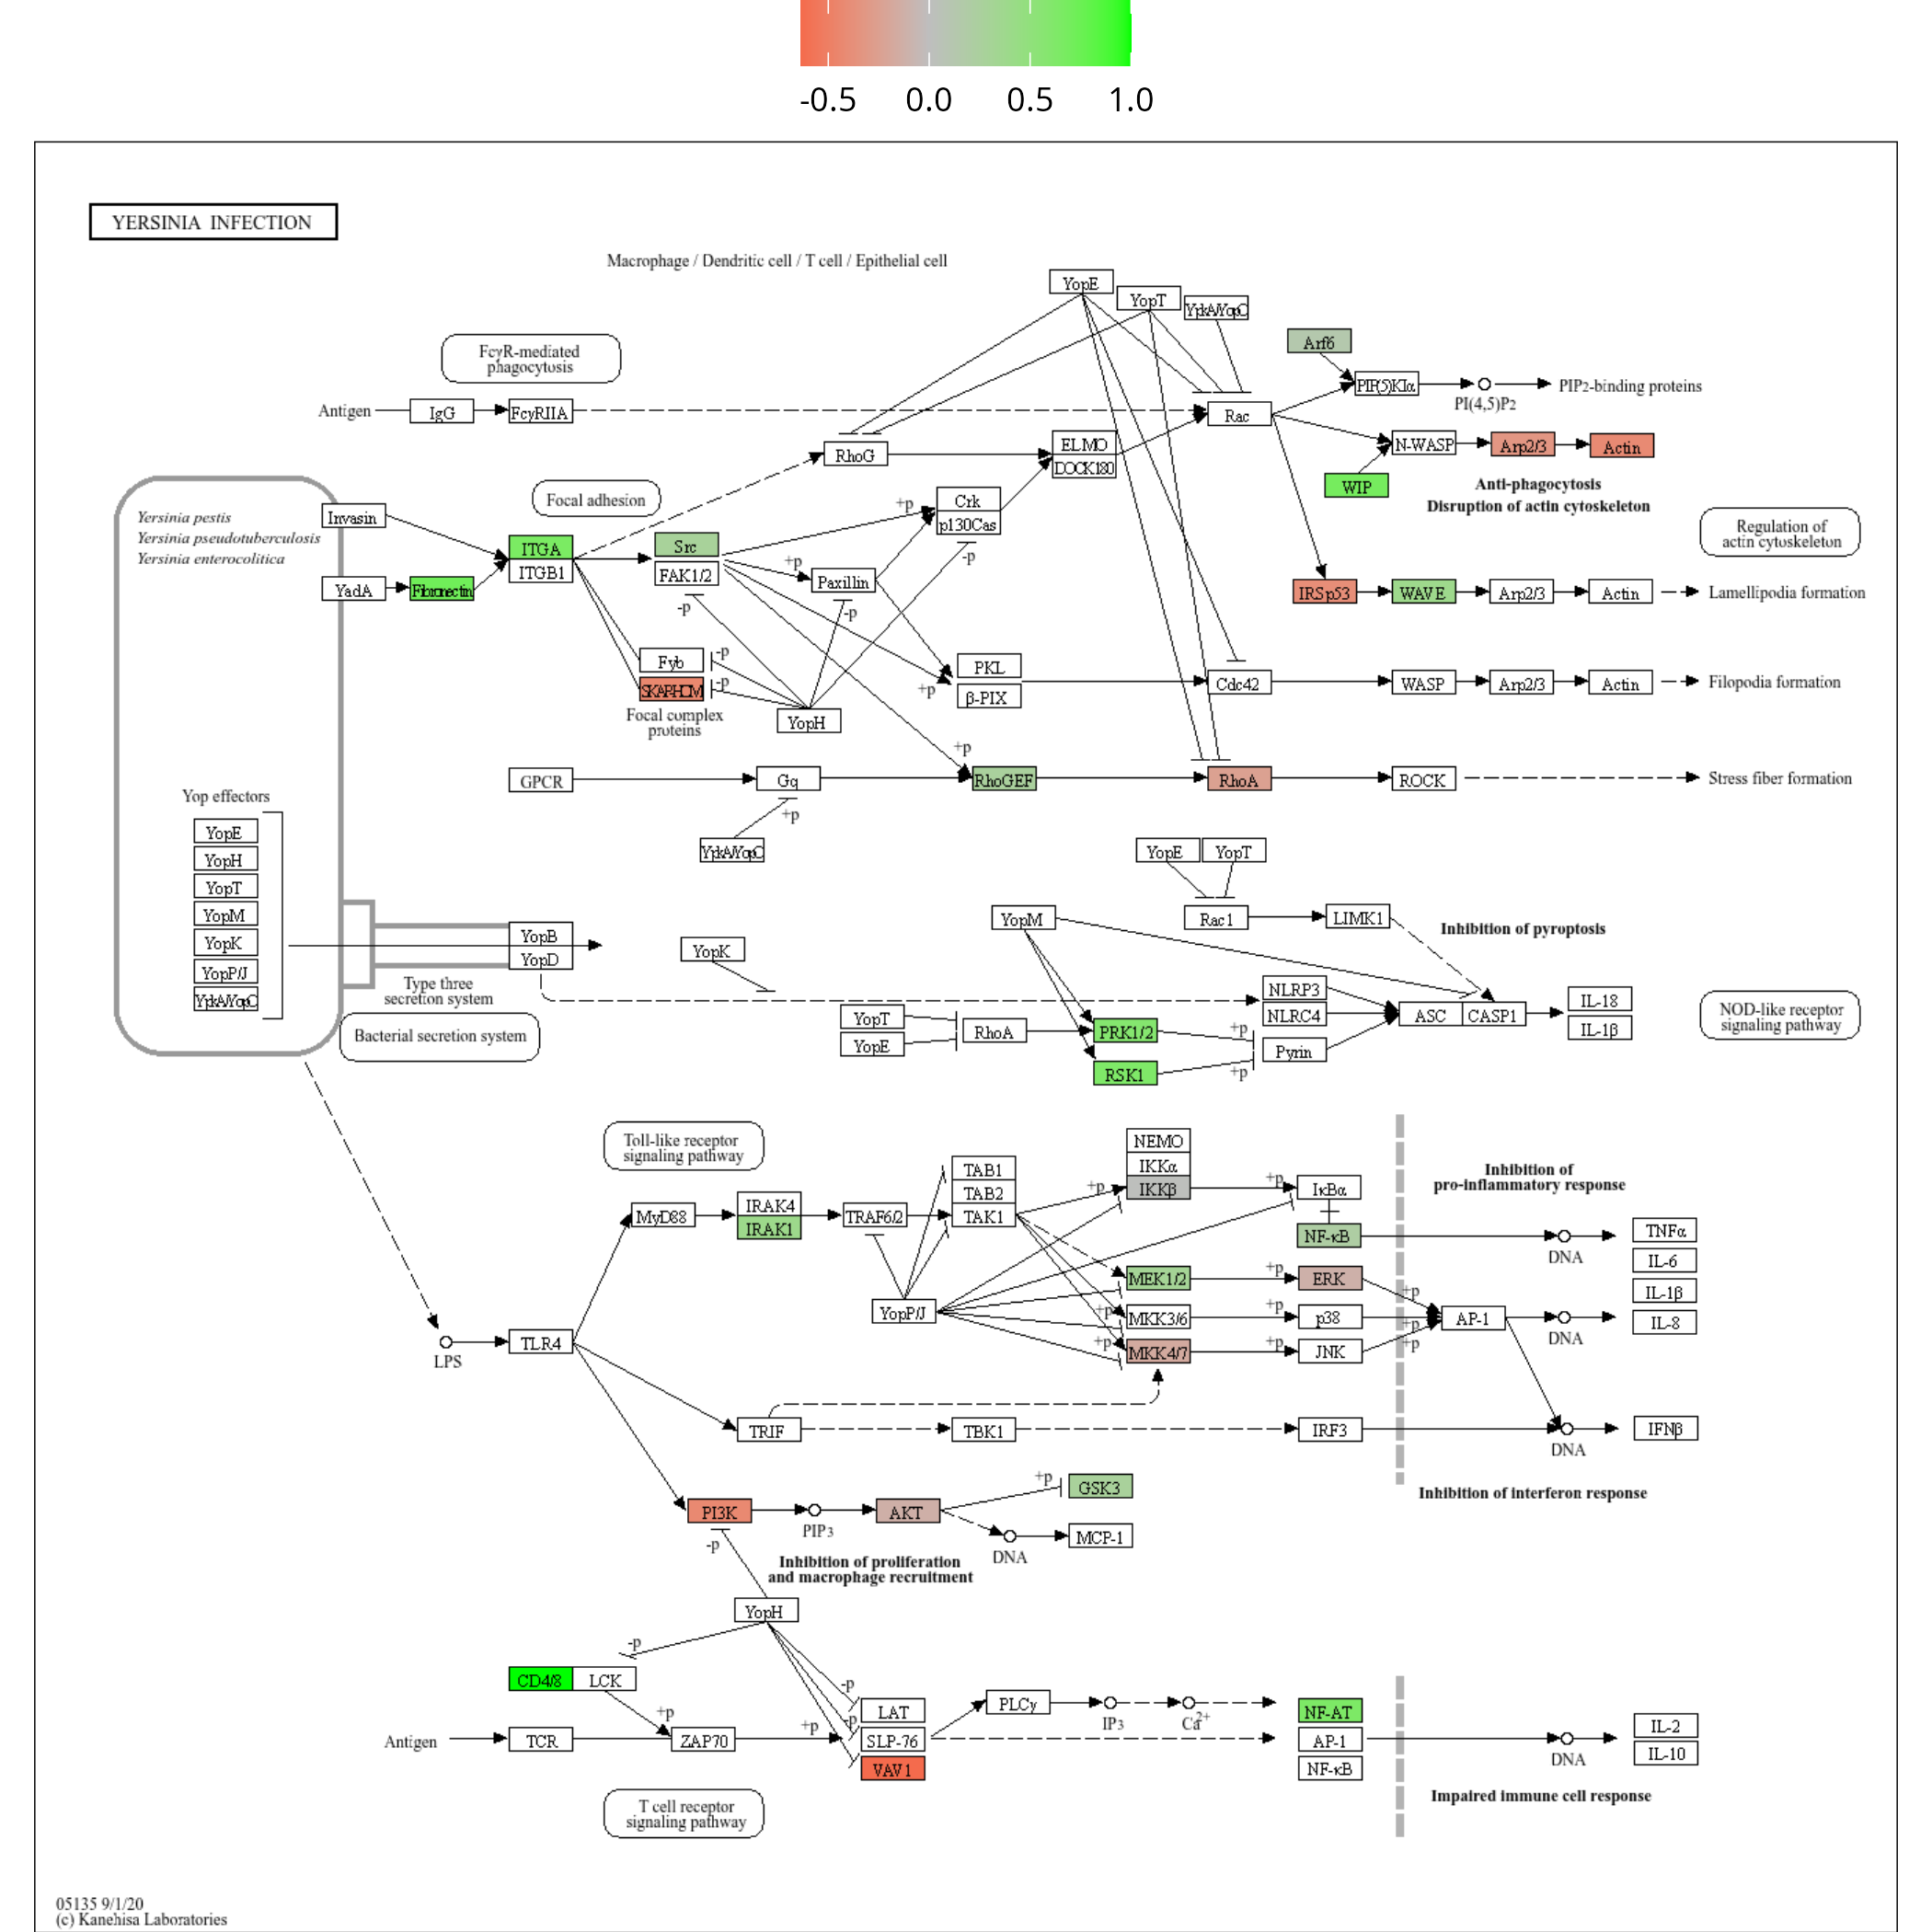 -0.5 0.0 0.5 1.0
YERSINIA INFECTION
Macrophage / Dendritic cell / T cell / Epithelial cell
YopE
YopT
YpkA/YopO
FcγR-mediated
phagocytosis
Arf6
PIP(5)KIα
PIP2-binding proteins
PI(4,5)P2
Antigen
IgG
FcγRIIA
Rac
RhoG
ELMO
DOCK180
N-WASP
Arp2/3
Actin
WIP
Anti-phagocytosis
Disruption of actin cytoskeleton
Focal adhesion
Crk
p130Cas
+p
-p
Yersinia pestis
Yersinia pseudotuberculosis
Yersinia enterocolitica
Invasin
YadA
Fibronectin
ITGA
ITGB1
Src
FAK1/2
-p
+p
Paxillin
-p
Regulation of
actin cytoskeleton
IRSp53
WAVE
Arp2/3
Actin
Lamellipodia formation
Fyb
-p
SKAPHOM
-p
Focal complex
proteins
YopH
PKL
β-PIX
+p
Cdc42
WASP
Arp2/3
Actin
Filopodia formation
GPCR
Gq
+p
RhoGEF
RhoA
ROCK
Stress fiber formation
+p
YpkA/YopO
Yop effectors
YopE
YopH
YopT
YopM
YopK
YopP/J
YpkA/YopO
YopB
YopD
Type three
secretion system
Bacterial secretion system
YopK
YopE
YopT
YopM
Rac1
LIMK1
Inhibition of pyroptosis
NLRP3
NLRC4
ASC
CASP1
IL-18
IL-1β
NOD-like receptor
signaling pathway
YopT
YopE
RhoA
PRK1/2
+p
RSK1
+p
Pyrin
Toll-like receptor
signaling pathway
NEMO
IKKα
IKKβ
TAB1
TAB2
TAK1
+p
+p
IκBα
Inhibition of
pro-inflammatory response
MyD88
IRAK4
IRAK1
TRAF6/2
NF-κB
DNA
TNFα
IL-6
IL-1β
IL-8
YopP/J
MEK1/2
+p
ERK
+p
+p
MKK3/6
+p
p38
+p
AP-1
DNA
+p
MKK4/7
+p
JNK
+p
LPS
TLR4
TRIF
TBK1
IRF3
DNA
IFNβ
Inhibition of interferon response
PI3K
PIP3
AKT
+p
GSK3
DNA
MCP-1
-p
Inhibition of proliferation
and macrophage recruitment
YopH
-p
CD4/8
LCK
+p
Antigen
TCR
ZAP70
+p
-p
-p
LAT
SLP-76
VAV1
PLCγ
IP3
Ca2+
NF-AT
AP-1
NF-κB
DNA
IL-2
IL-10
Impaired immune cell response
T cell receptor
signaling pathway
05135 9/1/20
(c) Kanehisa Laboratories